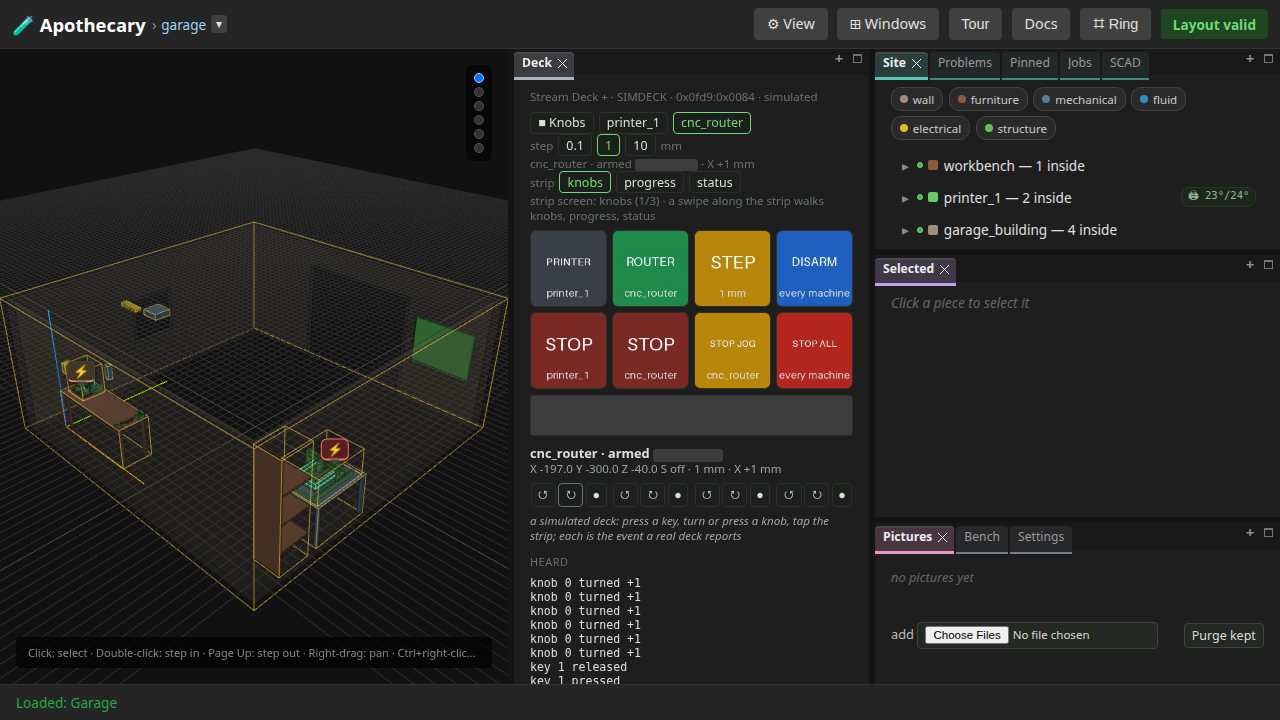 Apothecary › garage ▾
⚙ View
⊞ Windows
Tour
Docs
⌗ Ring
Layout valid
Click: select · Double-click: step in · Page Up: step out · Right-drag: pan · Ctrl+right-clic…
Deck
Stream Deck + · SIMDECK · 0x0fd9:0x0084 · simulated
■ Knobs printer_1 cnc_router
step 0.1 1 10 mm
cnc_router · armed · X +1 mm
strip knobs progress status
strip screen: knobs (1/3) · a swipe along the strip walks
knobs, progress, status
PRINTER ROUTER STEP DISARM
printer_1 cnc_router 1 mm every machine
STOP STOP STOP JOG STOP ALL
printer_1 cnc_router cnc_router every machine
cnc_router · armed
X -197.0 Y -300.0 Z -40.0 S off · 1 mm · X +1 mm
↺ ↻ ● ↺ ↻ ● ↺ ↻ ● ↺ ↻ ●
a simulated deck: press a key, turn or press a knob, tap the
strip; each is the event a real deck reports
HEARD
knob 0 turned +1
knob 0 turned +1
knob 0 turned +1
knob 0 turned +1
knob 0 turned +1
knob 0 turned +1
key 1 released
key 1 pressed
Site Problems Pinned Jobs SCAD
wall furniture mechanical fluid
electrical structure
▸ workbench — 1 inside
▸ printer_1 — 2 inside 23°/24°
▸ garage_building — 4 inside
Selected
Click a piece to select it
Pictures Bench Settings
no pictures yet
add Choose Files No file chosen Purge kept
Loaded: Garage